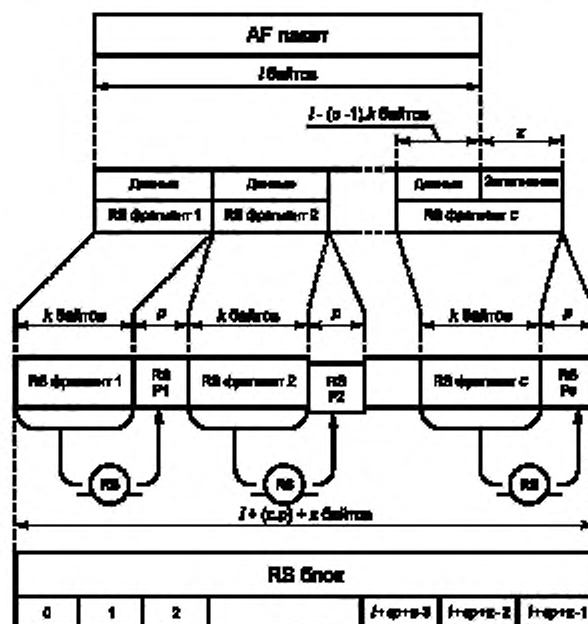 AF пакет
l байтов
l - (c -1).k байтов z
Данные Данные Данные Заполнение
RS фрагмент 1 RS фрагмент 2 RS фрагмент c
k байтов p k байтов p k байтов p
RS фрагмент 1 RS P1 RS фрагмент 2 RS P2 RS фрагмент c RS Pc
RS RS RS
l + (c.p) + z байтов
RS блок
0 1 2 l+cp+z-3 l+cp+z-2 l+cp+z-1